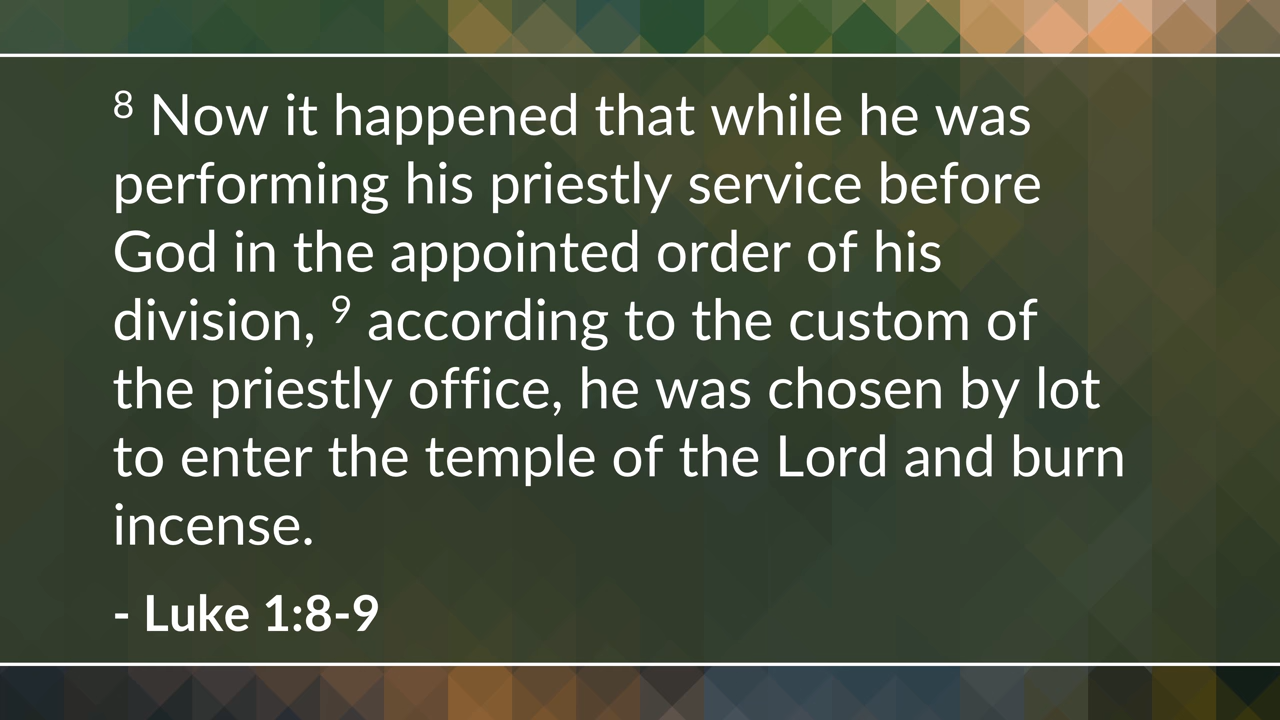 8 Now it happened that while he was
performing his priestly service before
God in the appointed order of his
division, 9 according to the custom of
the priestly office, he was chosen by lot
to enter the temple of the Lord and burn
incense.
- Luke 1:8-9